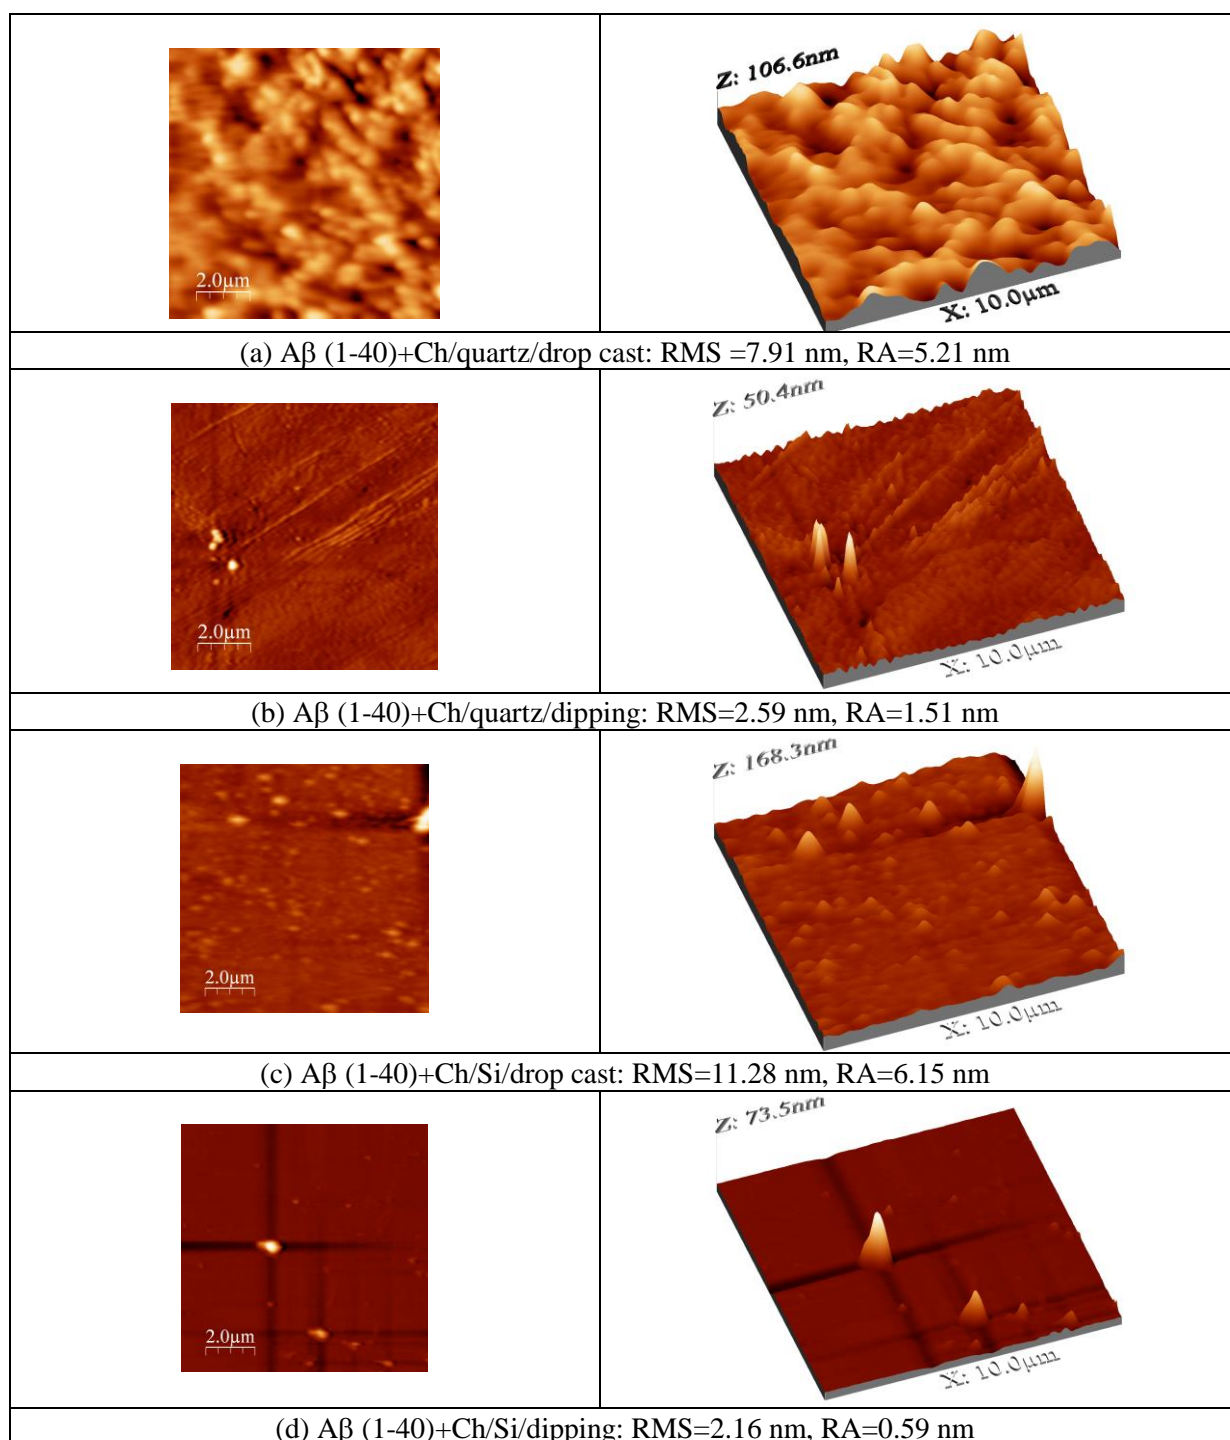 Z: 106.6nm
2.0µm
X: 10.0µm
(a) Aβ (1-40)+Ch/quartz/drop cast: RMS =7.91 nm, RA=5.21 nm
Z: 50.4nm
2.0µm
X: 10.0µm
(b) Aβ (1-40)+Ch/quartz/dipping: RMS=2.59 nm, RA=1.51 nm
Z: 168.3nm
2.0µm
X: 10.0µm
(c) Aβ (1-40)+Ch/Si/drop cast: RMS=11.28 nm, RA=6.15 nm
Z: 73.5nm
2.0µm
X: 10.0µm
(d) Aβ (1-40)+Ch/Si/dipping: RMS=2.16 nm, RA=0.59 nm